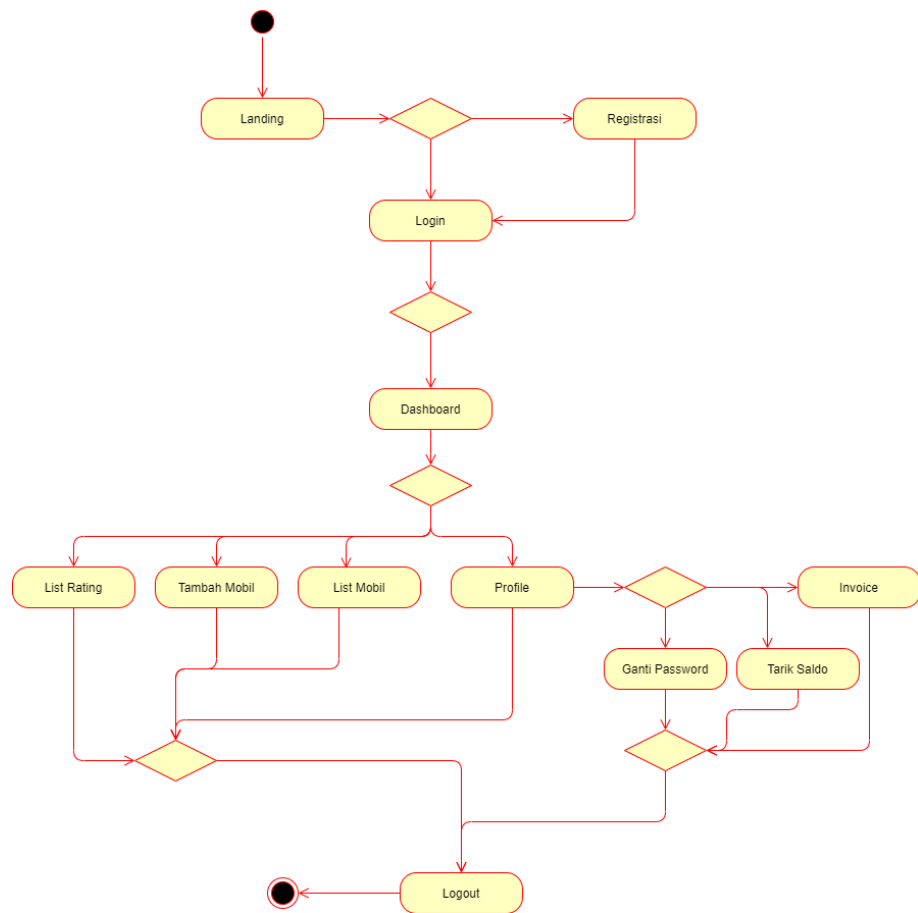 Landing
Registrasi
Login
Dashboard
List Rating
Tambah Mobil
List Mobil
Profile
Invoice
Ganti Password
Tarik Saldo
Logout